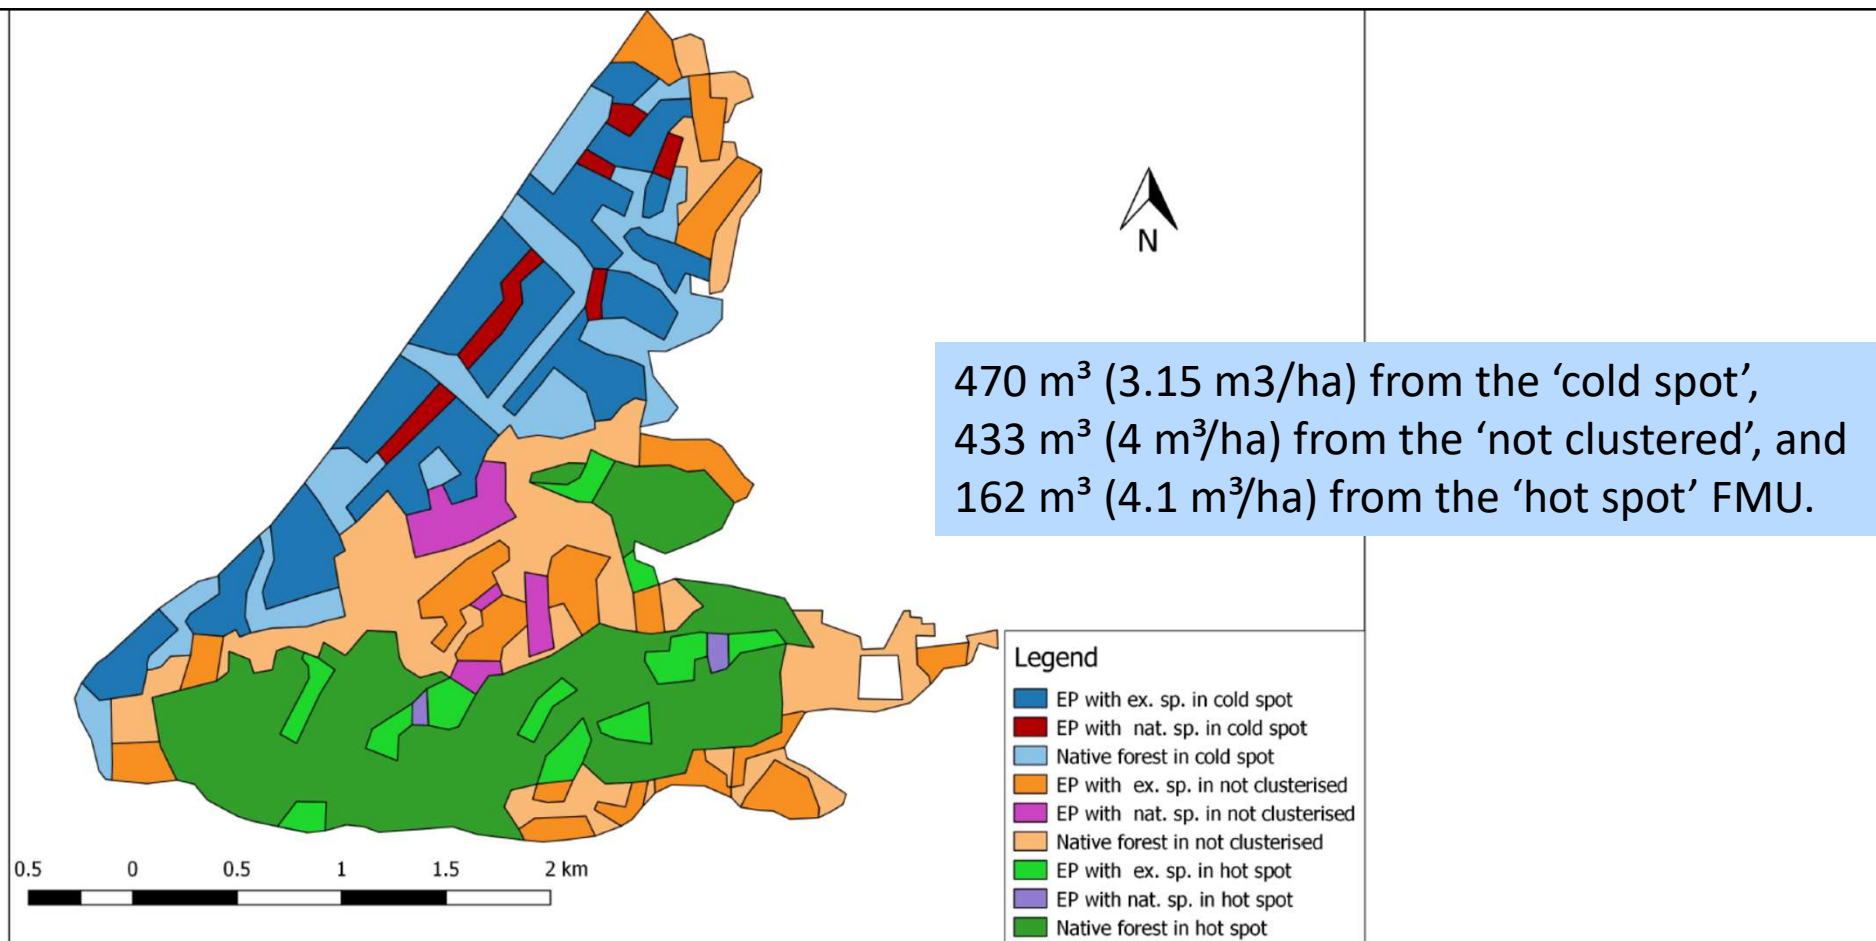 N
470 m³ (3.15 m3/ha) from the ‘cold spot’,
433 m³ (4 m³/ha) from the ‘not clustered’, and
162 m³ (4.1 m³/ha) from the ‘hot spot’ FMU.
Legend
EP with ex. sp. in cold spot
EP with nat. sp. in cold spot
Native forest in cold spot
EP with ex. sp. in not clusterised
EP with nat. sp. in not clusterised
Native forest in not clusterised
EP with ex. sp. in hot spot
EP with nat. sp. in hot spot
Native forest in hot spot
0.5 0 0.5 1 1.5 2 km